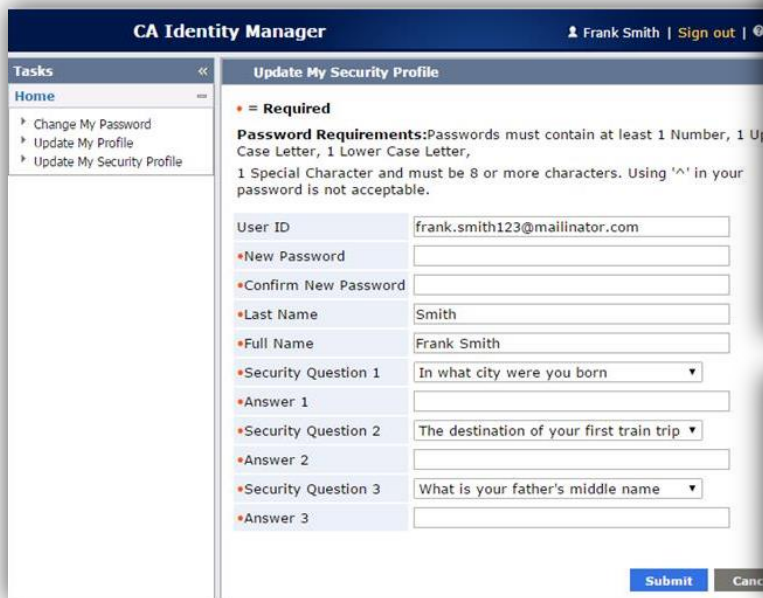 CA Identity Manager
Frank Smith | Sign out |
Tasks «
Home
Change My Password
Update My Profile
Update My Security Profile
Update My Security Profile
• = Required
Password Requirements:Passwords must contain at least 1 Number, 1
Case Letter, 1 Lower Case Letter,
1 Special Character and must be 8 or more characters. Using '^' in your
password is not acceptable.
User ID frank.smith123@mailinator.com
•New Password
•Confirm New Password
•Last Name Smith
•Full Name Frank Smith
•Security Question 1 In what city were you born
•Answer 1
•Security Question 2 The destination of your first train trip
•Answer 2
•Security Question 3 What is your father's middle name
•Answer 3
Submit